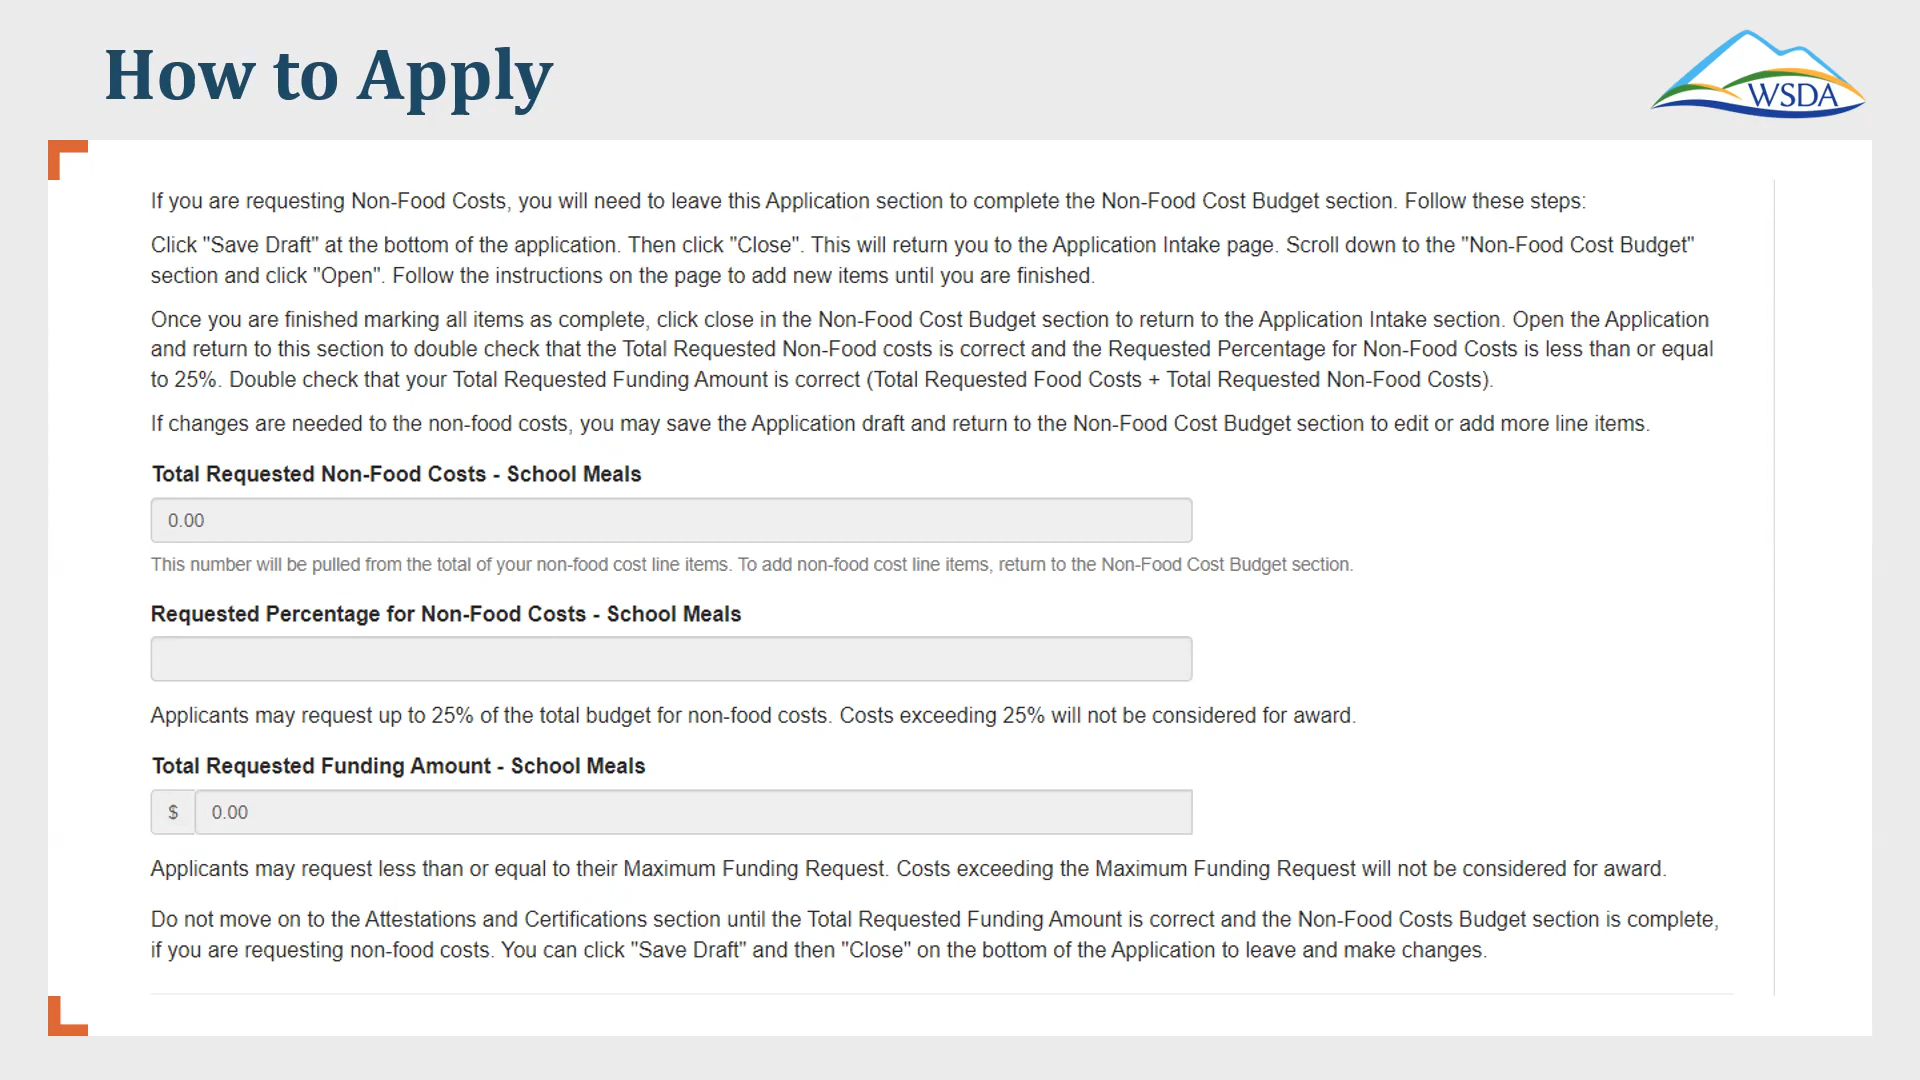 How to Apply
WSDA
If you are requesting Non-Food Costs, you will need to leave this Application section to complete the Non-Food Cost Budget section. Follow these steps:
Click "Save Draft" at the bottom of the application. Then click "Close". This will return you to the Application Intake page. Scroll down to the "Non-Food Cost Budget"
section and click "Open". Follow the instructions on the page to add new items until you are finished.
Once you are finished marking all items as complete, click close in the Non-Food Cost Budget section to return to the Application Intake section. Open the Application
and return to this section to double check that the Total Requested Non-Food costs is correct and the Requested Percentage for Non-Food Costs is less than or equal
to 25%. Double check that your Total Requested Funding Amount is correct (Total Requested Food Costs + Total Requested Non-Food Costs).
If changes are needed to the non-food costs, you may save the Application draft and return to the Non-Food Cost Budget section to edit or add more line items.
Total Requested Non-Food Costs - School Meals
0.00
This number will be pulled from the total of your non-food cost line items. To add non-food cost line items, return to the Non-Food Cost Budget section.
Requested Percentage for Non-Food Costs - School Meals
Applicants may request up to 25% of the total budget for non-food costs. Costs exceeding 25% will not be considered for award.
Total Requested Funding Amount - School Meals
$ 0.00
Applicants may request less than or equal to their Maximum Funding Request. Costs exceeding the Maximum Funding Request will not be considered for award.
Do not move on to the Attestations and Certifications section until the Total Requested Funding Amount is correct and the Non-Food Costs Budget section is complete,
if you are requesting non-food costs. You can click "Save Draft" and then "Close" on the bottom of the Application to leave and make changes.